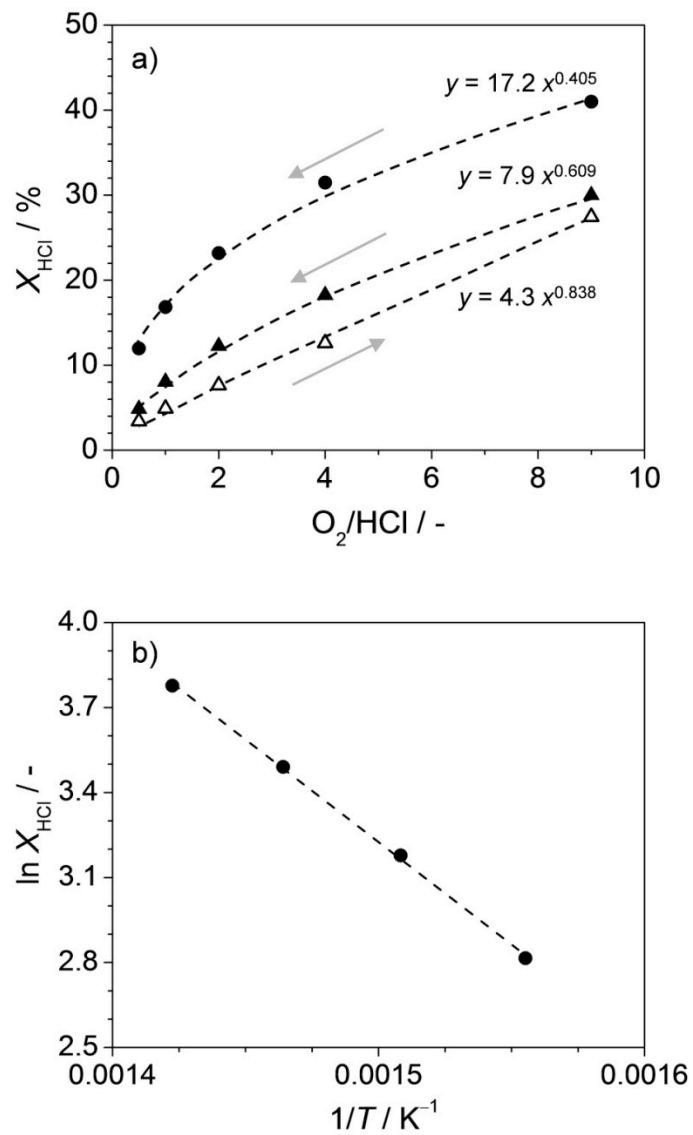 a)
50
40
30
20
10
0
X_HCl / %
y = 17.2 x^0.405
y = 7.9 x^0.609
y = 4.3 x^0.838
0 2 4 6 8 10
O₂/HCl / -
b)
4.0
3.7
3.4
3.1
2.8
2.5
ln X_HCl / -
0.0014 0.0015 0.0016
1/T / K⁻¹